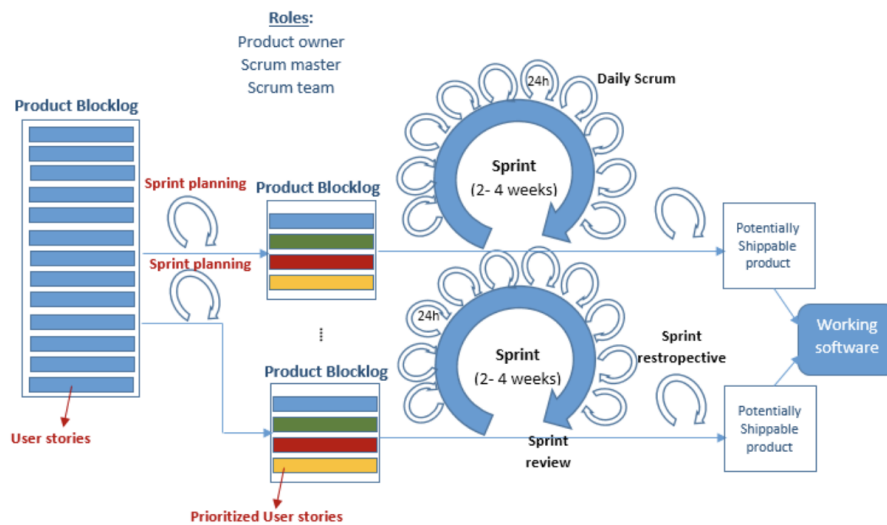 Roles:
Product owner
Scrum master
Scrum team
Product Blocklog
Sprint planning
Sprint planning
User stories
Product Blocklog
Product Blocklog
Prioritized User stories
24h
Daily Scrum
Sprint
(2- 4 weeks)
24h
Sprint
(2- 4 weeks)
Sprint
review
Sprint
restropective
Potentially
Shippable
product
Potentially
Shippable
product
Working
software